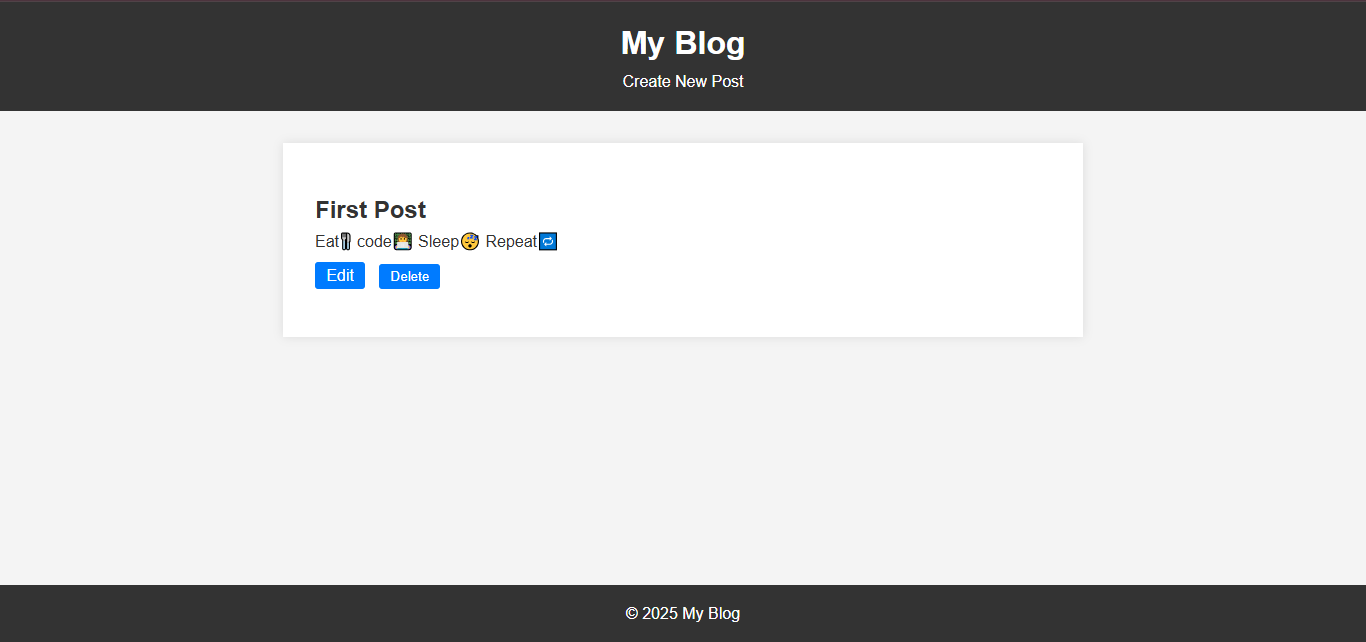 My Blog
Create New Post
First Post
Eat🍴 code👨‍💻 Sleep😴 Repeat🔁
Edit Delete
© 2025 My Blog